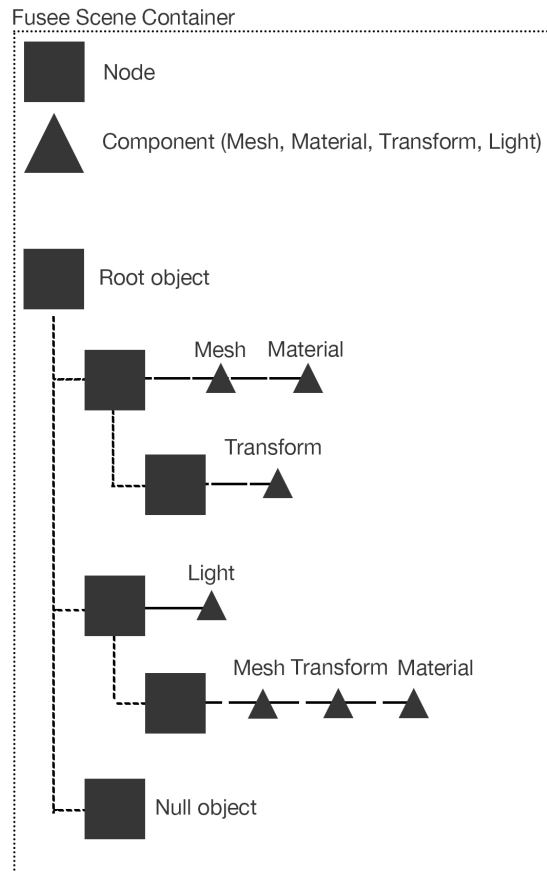 Fusee Scene Container
Node
Component (Mesh, Material, Transform, Light)
Root object
Mesh Material
Transform
Light
Mesh Transform Material
Null object